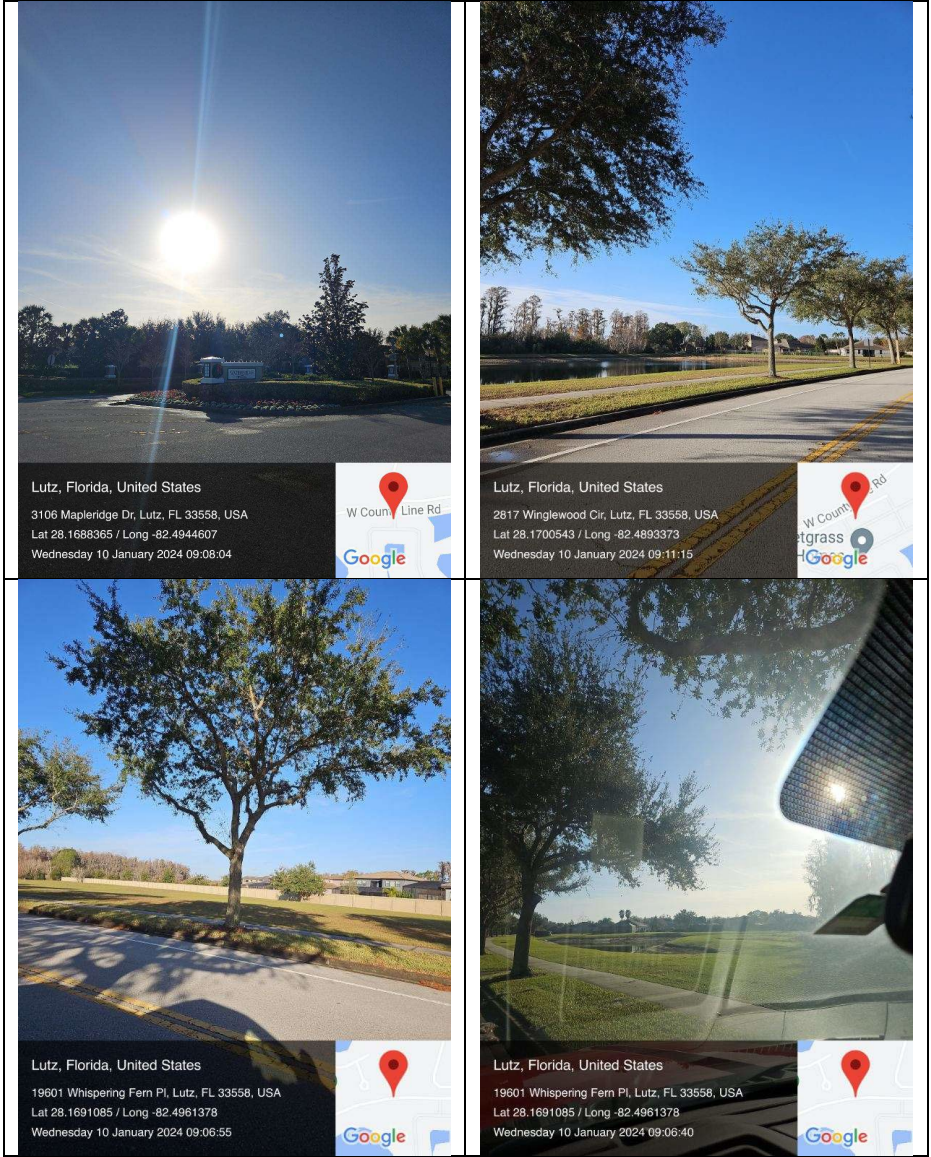 Lutz, Florida, United States
3106 Mapleridge Dr, Lutz, FL 33558, USA
Lat 28.1688365 / Long -82.4944607
Wednesday 10 January 2024 09:08:04
W County Line Rd
Google
Lutz, Florida, United States
2817 Winglewood Cir, Lutz, FL 33558, USA
Lat 28.1700543 / Long -82.4893373
Wednesday 10 January 2024 09:11:15
W County Rd
etgrass
Google
Lutz, Florida, United States
19601 Whispering Fern Pl, Lutz, FL 33558, USA
Lat 28.1691085 / Long -82.4961378
Wednesday 10 January 2024 09:06:55
Google
Lutz, Florida, United States
19601 Whispering Fern Pl, Lutz, FL 33558, USA
Lat 28.1691085 / Long -82.4961378
Wednesday 10 January 2024 09:06:40
Google